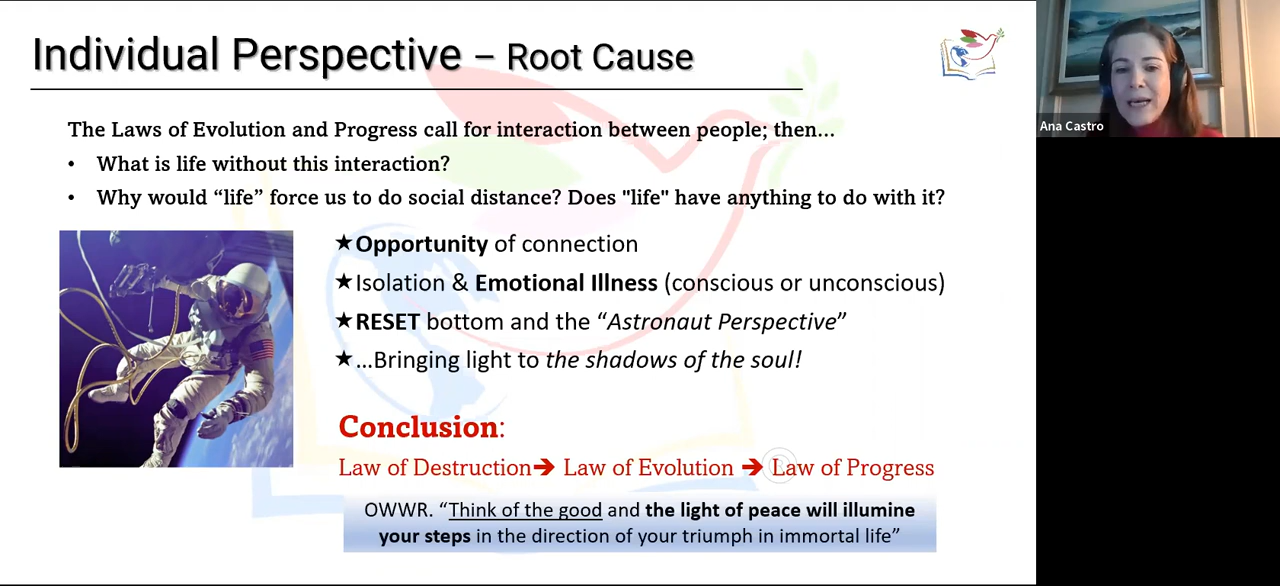 Individual Perspective – Root Cause
Ana Castro
The Laws of Evolution and Progress call for interaction between people; then...
• What is life without this interaction?
• Why would “life” force us to do social distance? Does "life" have anything to do with it?
★Opportunity of connection
★Isolation & Emotional Illness (conscious or unconscious)
★RESET bottom and the “Astronaut Perspective”
★...Bringing light to the shadows of the soul!
Conclusion:
Law of Destruction➔ Law of Evolution ➔ Law of Progress
OWWR. “Think of the good and the light of peace will illumine
your steps in the direction of your triumph in immortal life”